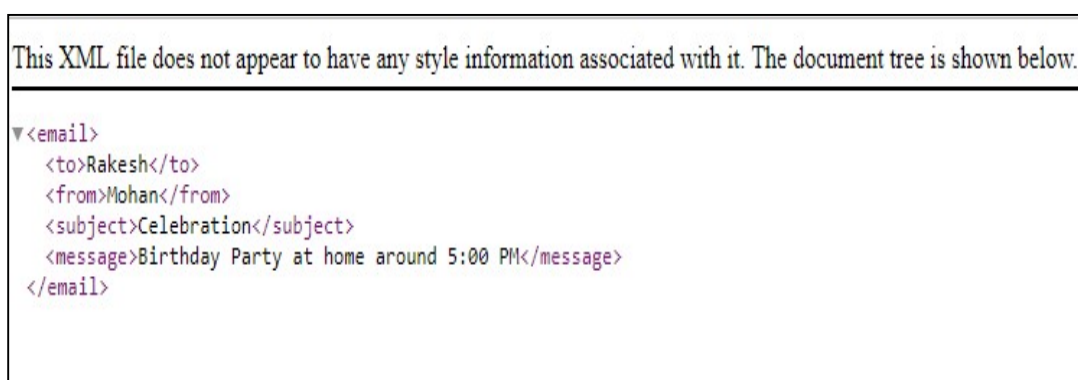 This XML file does not appear to have any style information associated with it. The document tree is shown below.
▼<email>
<to>Rakesh</to>
<from>Mohan</from>
<subject>Celebration</subject>
<message>Birthday Party at home around 5:00 PM</message>
</email>